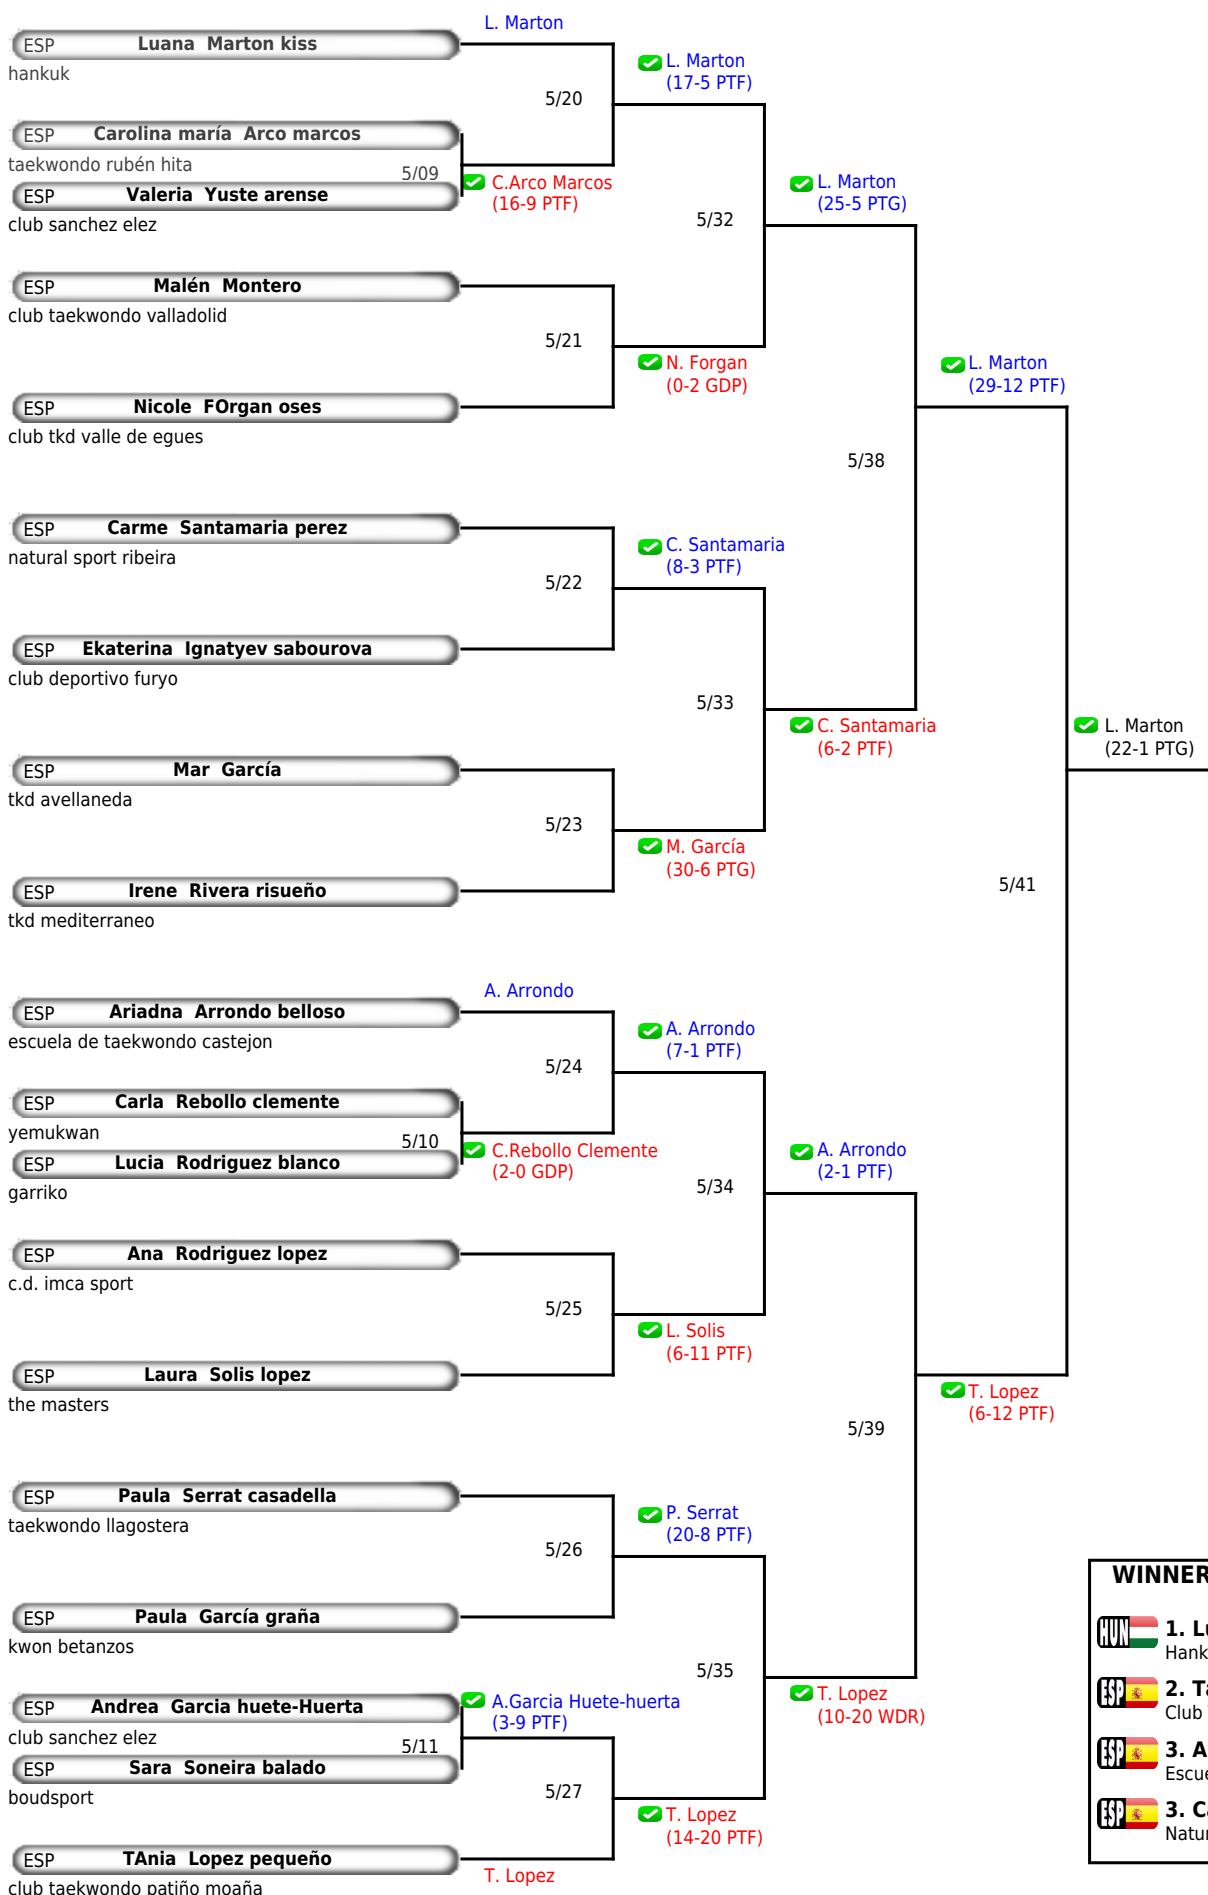 L. Marton
ESP Luana Marton kiss
hankuk
L. Marton
(17-5 PTF)
5/20
ESP Carolina maría Arco marcos
taekwondo rubén hita
5/09
C.Arco Marcos
(16-9 PTF)
ESP Valeria Yuste arense
club sanchez elez
L. Marton
(25-5 PTG)
5/32
ESP Malén Montero
club taekwondo valladolid
5/21
N. Forgan
(0-2 GDP)
L. Marton
(29-12 PTF)
ESP Nicole FOrgan oses
club tkd valle de egues
5/38
ESP Carme Santamaria perez
natural sport ribeira
C. Santamaria
(8-3 PTF)
5/22
ESP Ekaterina Ignatyev sabourova
club deportivo furyo
5/33
C. Santamaria
(6-2 PTF)
L. Marton
(22-1 PTG)
ESP Mar García
tkd avellaneda
5/23
M. García
(30-6 PTG)
ESP Irene Rivera risueño
tkd mediterraneo
5/41
A. Arrondo
ESP Ariadna Arrondo belloso
escuela de taekwondo castejon
A. Arrondo
(7-1 PTF)
5/24
ESP Carla Rebollo clemente
yemukwan
5/10
C.Rebollo Clemente
(2-0 GDP)
ESP Lucia Rodriguez blanco
garriko
A. Arrondo
(2-1 PTF)
5/34
ESP Ana Rodriguez lopez
c.d. imca sport
5/25
L. Solis
(6-11 PTF)
ESP Laura Solis lopez
the masters
T. Lopez
(6-12 PTF)
5/39
ESP Paula Serrat casadella
taekwondo llagostera
P. Serrat
(20-8 PTF)
5/26
ESP Paula García graña
kwon betanzos
5/35
T. Lopez
(10-20 WDR)
ESP Andrea Garcia huete-Huerta
club sanchez elez
5/11
A.Garcia Huete-huerta
(3-9 PTF)
ESP Sara Soneira balado
boudsport
5/27
T. Lopez
(14-20 PTF)
ESP TAnia Lopez pequeño
club taekwondo patiño moaña
T. Lopez
WINNER
HUN 1. Lu
Hank
ESP 2. Ta
Club
ESP 3. A
Escue
ESP 3. Ca
Natur